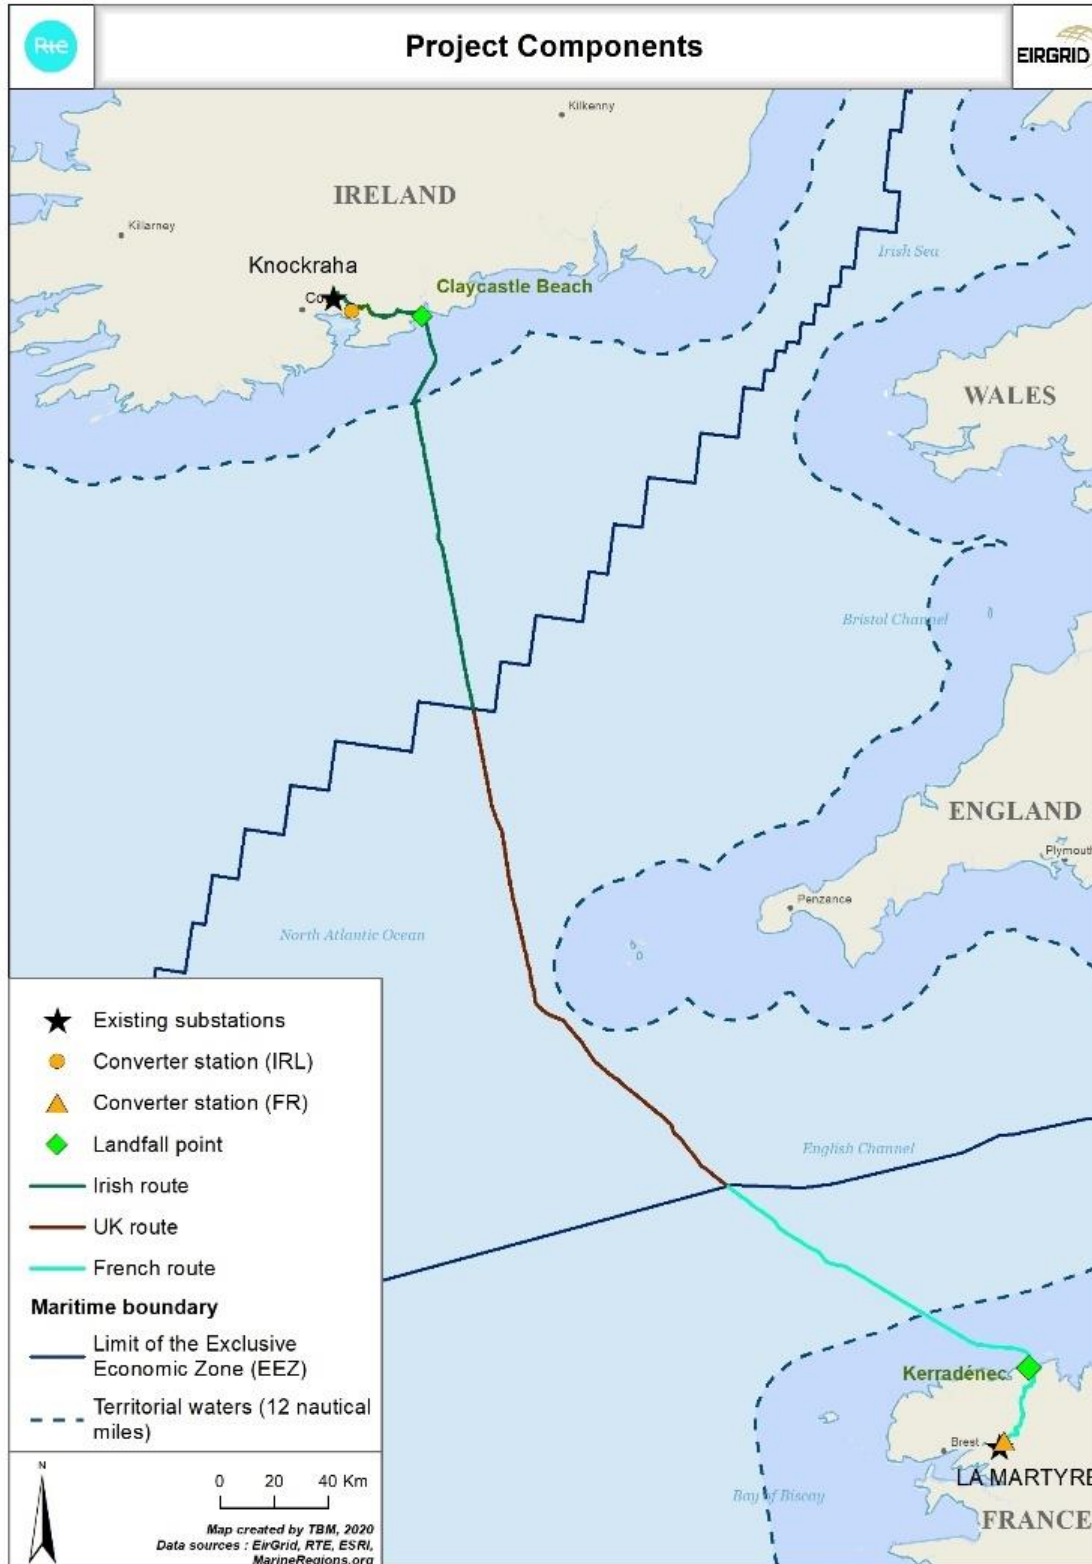 Rte
Project Components
EIRGRID
Kilkenny
IRELAND
Killarney
Irish Sea
Knockraha
Claycastle Beach
WALES
Bristol Channel
ENGLAND
Plymouth
Penzance
North Atlantic Ocean
English Channel
Kerradénec
Brest
LA MARTYRE
Bay of Biscay
FRANCE
Existing substations
Converter station (IRL)
Converter station (FR)
Landfall point
Irish route
UK route
French route
Maritime boundary
Limit of the Exclusive
Economic Zone (EEZ)
Territorial waters (12 nautical
miles)
N
0 20 40 Km
Map created by TBM, 2020
Data sources : EirGrid, RTE, ESRI,
MarineRegions.org